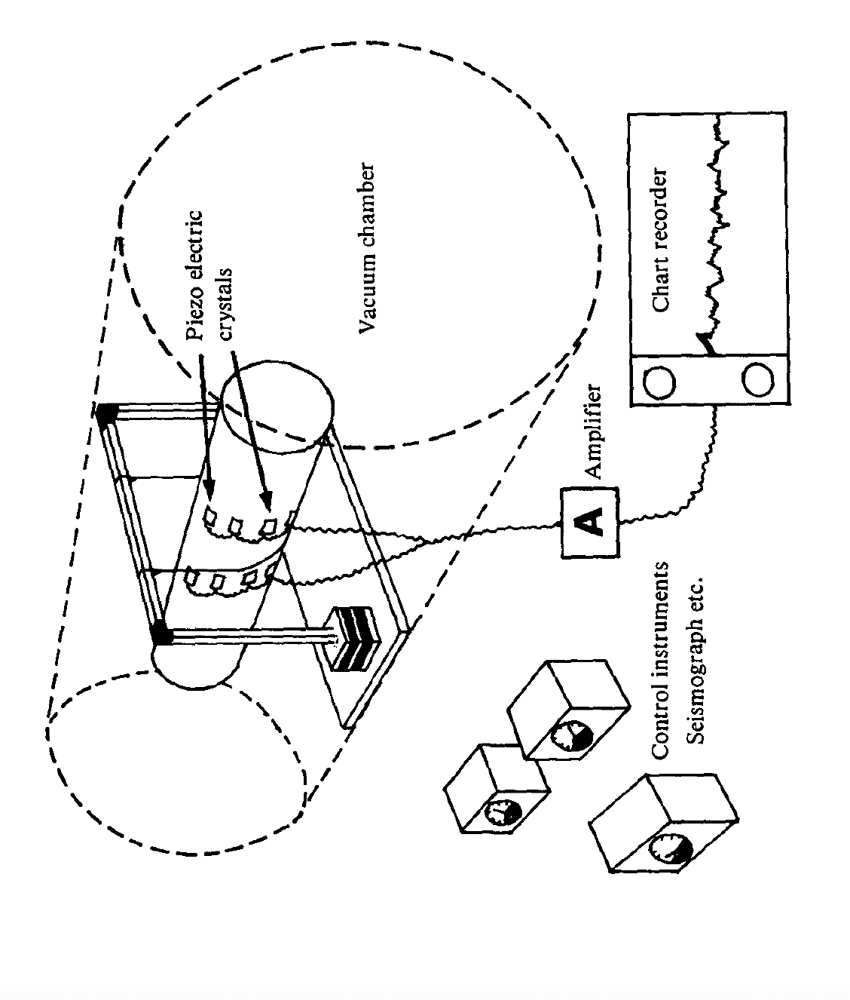 Piezo electric
crystals
Vacuum chamber
Chart recorder
Amplifier
A
Control instruments
Seismograph etc.